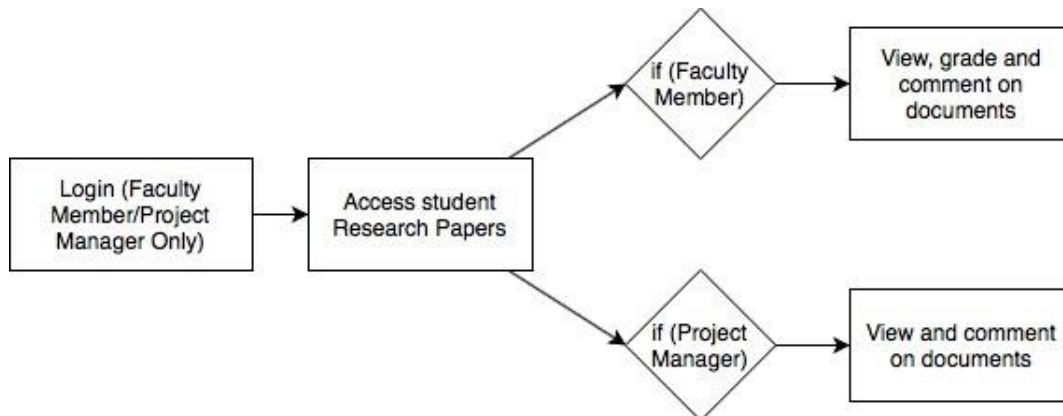 if (Faculty
Member)
View, grade and
comment on
documents
Login (Faculty
Member/Project
Manager Only)
Access student
Research Papers
if (Project
Manager)
View and comment
on documents